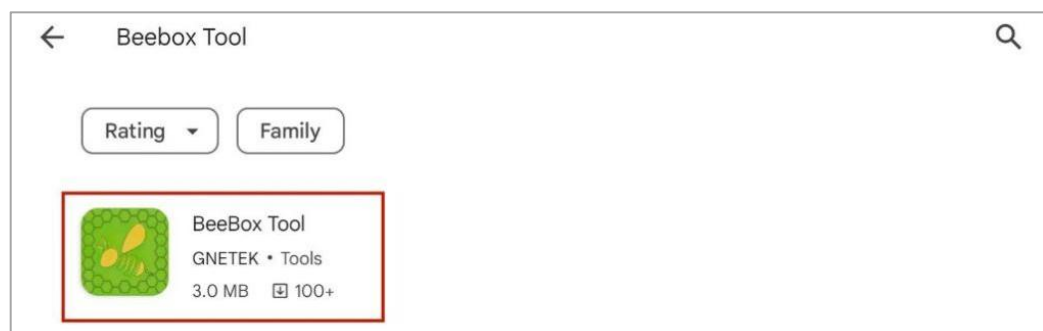 Beebox Tool
Rating Family
BeeBox Tool
GNETEK • Tools
3.0 MB 100+